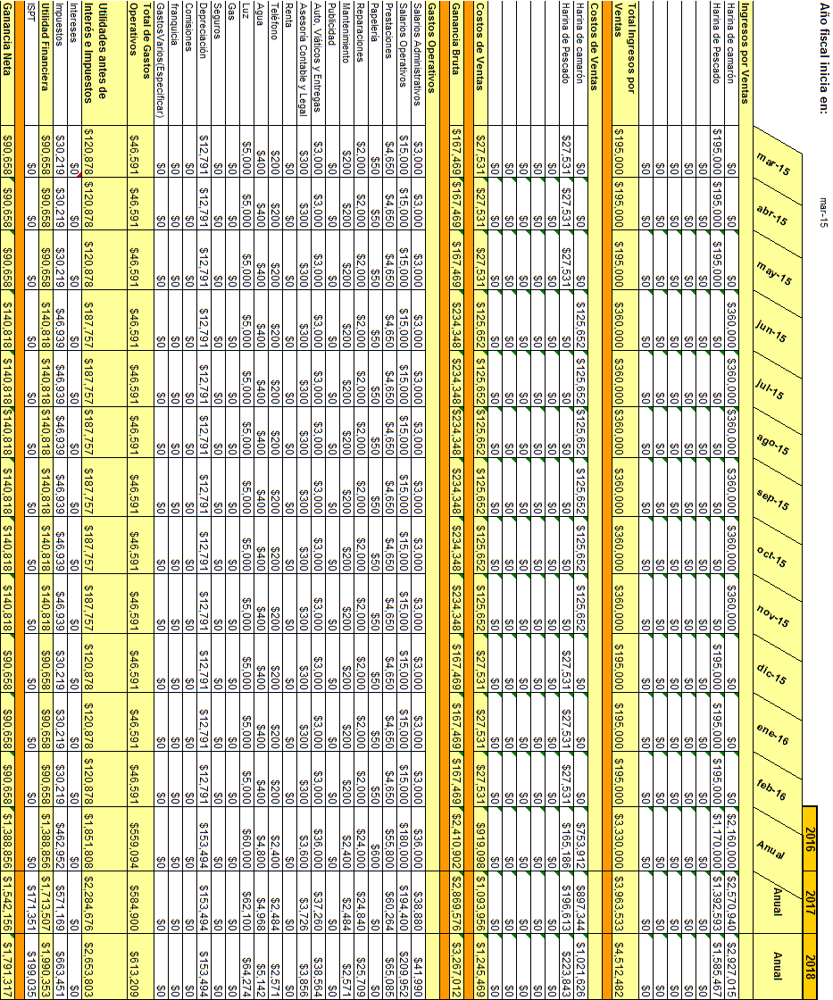 Año fiscal inicia en: mar-15
2016 2017 2018
mar-15 abr-15 may-15 jun-15 jul-15 ago-15 sep-15 oct-15 nov-15 dic-15 ene-16 feb-16 Anual Anual Anual
Ingresos por Ventas
Harina de camarón $0 $0 $0 $360,000 $360,000 $360,000 $360,000 $360,000 $360,000 $0 $0 $0 $2,160,000 $2,570,940 $2,927,015
Harina de Pescado $195,000 $195,000 $195,000 $0 $0 $0 $0 $0 $0 $195,000 $195,000 $195,000 $1,170,000 $1,392,593 $1,585,467
$0 $0 $0 $0 $0 $0 $0 $0 $0 $0 $0 $0 $0 $0 $0
$0 $0 $0 $0 $0 $0 $0 $0 $0 $0 $0 $0 $0 $0 $0
$0 $0 $0 $0 $0 $0 $0 $0 $0 $0 $0 $0 $0 $0 $0
$0 $0 $0 $0 $0 $0 $0 $0 $0 $0 $0 $0 $0 $0 $0
$0 $0 $0 $0 $0 $0 $0 $0 $0 $0 $0 $0 $0 $0 $0
Total Ingresos por
Ventas $195,000 $195,000 $195,000 $360,000 $360,000 $360,000 $360,000 $360,000 $360,000 $195,000 $195,000 $195,000 $3,330,000 $3,963,533 $4,512,482
Costos de Ventas
Harina de camarón $0 $0 $0 $125,652 $125,652 $125,652 $125,652 $125,652 $125,652 $0 $0 $0 $753,912 $897,344 $1,021,626
Harina de Pescado $27,531 $27,531 $27,531 $0 $0 $0 $0 $0 $0 $27,531 $27,531 $27,531 $165,186 $196,613 $223,843
$0 $0 $0 $0 $0 $0 $0 $0 $0 $0 $0 $0 $0 $0 $0
$0 $0 $0 $0 $0 $0 $0 $0 $0 $0 $0 $0 $0 $0 $0
$0 $0 $0 $0 $0 $0 $0 $0 $0 $0 $0 $0 $0 $0 $0
$0 $0 $0 $0 $0 $0 $0 $0 $0 $0 $0 $0 $0 $0 $0
$0 $0 $0 $0 $0 $0 $0 $0 $0 $0 $0 $0 $0 $0 $0
Costos de Ventas $27,531 $27,531 $27,531 $125,652 $125,652 $125,652 $125,652 $125,652 $125,652 $27,531 $27,531 $27,531 $919,098 $1,093,956 $1,245,469
Ganancia Bruta $167,469 $167,469 $167,469 $234,348 $234,348 $234,348 $234,348 $234,348 $234,348 $167,469 $167,469 $167,469 $2,410,902 $2,869,576 $3,267,012
Gastos Operativos
Salarios Administrativos $3,000 $3,000 $3,000 $3,000 $3,000 $3,000 $3,000 $3,000 $3,000 $3,000 $3,000 $3,000 $36,000 $38,880 $41,990
Salarios Operativos $15,000 $15,000 $15,000 $15,000 $15,000 $15,000 $15,000 $15,000 $15,000 $15,000 $15,000 $15,000 $180,000 $194,400 $209,952
Prestaciones $4,650 $4,650 $4,650 $4,650 $4,650 $4,650 $4,650 $4,650 $4,650 $4,650 $4,650 $4,650 $55,800 $60,264 $65,085
Papelería $50 $50 $50 $50 $50 $50 $50 $50 $50 $50 $50 $50 $600
Reparaciones $2,000 $2,000 $2,000 $2,000 $2,000 $2,000 $2,000 $2,000 $2,000 $2,000 $2,000 $2,000 $24,000 $24,840 $25,709
Mantenimiento $200 $200 $200 $200 $200 $200 $200 $200 $200 $200 $200 $200 $2,400 $2,484 $2,571
Publicidad $0 $0 $0 $0 $0 $0 $0 $0 $0 $0 $0 $0 $0 $0 $0
Auto, Viáticos y Entregas $3,000 $3,000 $3,000 $3,000 $3,000 $3,000 $3,000 $3,000 $3,000 $3,000 $3,000 $3,000 $36,000 $37,260 $38,564
Asesoría Contable y Legal $300 $300 $300 $300 $300 $300 $300 $300 $300 $300 $300 $300 $3,600 $3,726 $3,856
Renta $0 $0 $0 $0 $0 $0 $0 $0 $0 $0 $0 $0 $0 $0 $0
Teléfono $200 $200 $200 $200 $200 $200 $200 $200 $200 $200 $200 $200 $2,400 $2,484 $2,571
Agua $400 $400 $400 $400 $400 $400 $400 $400 $400 $400 $400 $400 $4,800 $4,968 $5,142
Luz $5,000 $5,000 $5,000 $5,000 $5,000 $5,000 $5,000 $5,000 $5,000 $5,000 $5,000 $5,000 $60,000 $62,100 $64,274
Gas $0 $0 $0 $0 $0 $0 $0 $0 $0 $0 $0 $0 $0 $0 $0
Seguros $0 $0 $0 $0 $0 $0 $0 $0 $0 $0 $0 $0 $0 $0 $0
Depreciación $12,791 $12,791 $12,791 $12,791 $12,791 $12,791 $12,791 $12,791 $12,791 $12,791 $12,791 $12,791 $153,494 $153,494 $153,494
Comisiones $0 $0 $0 $0 $0 $0 $0 $0 $0 $0 $0 $0 $0 $0 $0
franquicia $0 $0 $0 $0 $0 $0 $0 $0 $0 $0 $0 $0 $0 $0 $0
GastosVarios(Especificar) $0 $0 $0 $0 $0 $0 $0 $0 $0 $0 $0 $0 $0 $0 $0
Total de Gastos
Operativos $46,591 $46,591 $46,591 $46,591 $46,591 $46,591 $46,591 $46,591 $46,591 $46,591 $46,591 $46,591 $559,094 $584,900 $613,209
Utilidades antes de
Interés e Impuestos $120,878 $120,878 $120,878 $187,757 $187,757 $187,757 $187,757 $187,757 $187,757 $120,878 $120,878 $120,878 $1,851,808 $2,284,676 $2,653,803
Intereses $0 $0 $0 $0 $0 $0 $0 $0 $0 $0 $0 $0 $0 $0 $0
Impuestos $30,219 $30,219 $30,219 $46,939 $46,939 $46,939 $46,939 $46,939 $46,939 $30,219 $30,219 $30,219 $462,952 $571,169 $663,451
Utilidad Financiera $90,658 $90,658 $90,658 $140,818 $140,818 $140,818 $140,818 $140,818 $140,818 $90,658 $90,658 $90,658 $1,388,856 $1,713,507 $1,990,353
ISPT $0 $0 $0 $0 $0 $0 $0 $0 $0 $0 $0 $0 $0 $171,351 $199,035
Ganancia Neta $90,658 $90,658 $90,658 $140,818 $140,818 $140,818 $140,818 $140,818 $140,818 $90,658 $90,658 $90,658 $1,388,856 $1,542,156 $1,791,317